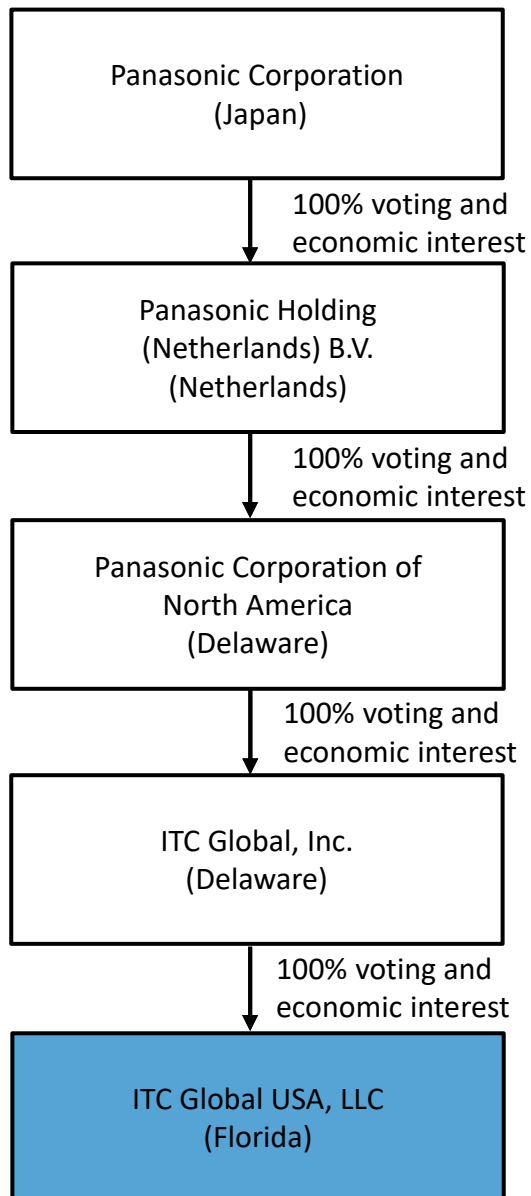 Panasonic Corporation
(Japan)
100% voting and
economic interest
Panasonic Holding
(Netherlands) B.V.
(Netherlands)
100% voting and
economic interest
Panasonic Corporation of
North America
(Delaware)
100% voting and
economic interest
ITC Global, Inc.
(Delaware)
100% voting and
economic interest
ITC Global USA, LLC
(Florida)